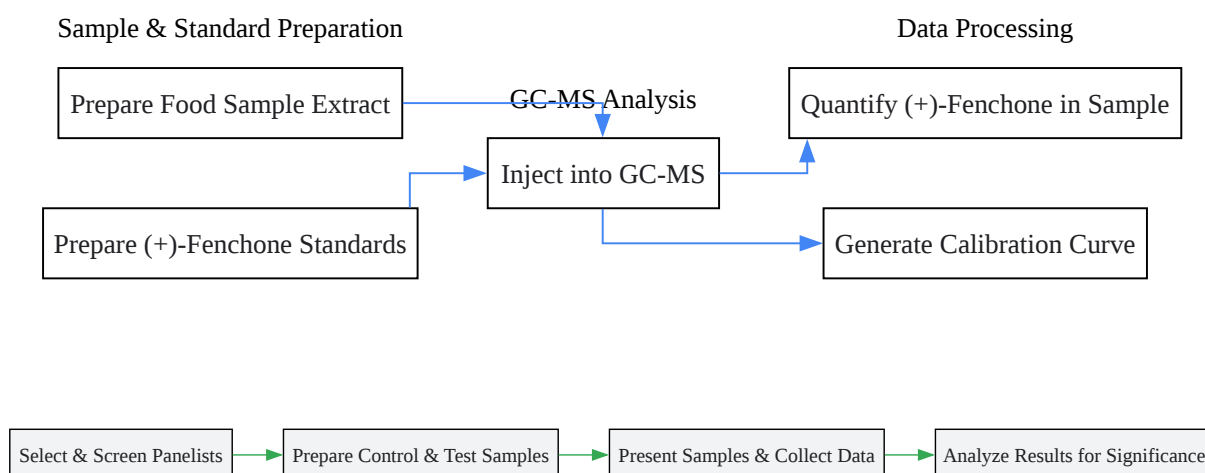 Sample & Standard Preparation
Data Processing
Prepare Food Sample Extract
GC-MS Analysis
Quantify (+)-Fenchone in Sample
Inject into GC-MS
Prepare (+)-Fenchone Standards
Generate Calibration Curve
Select & Screen Panelists
Prepare Control & Test Samples
Present Samples & Collect Data
Analyze Results for Significance